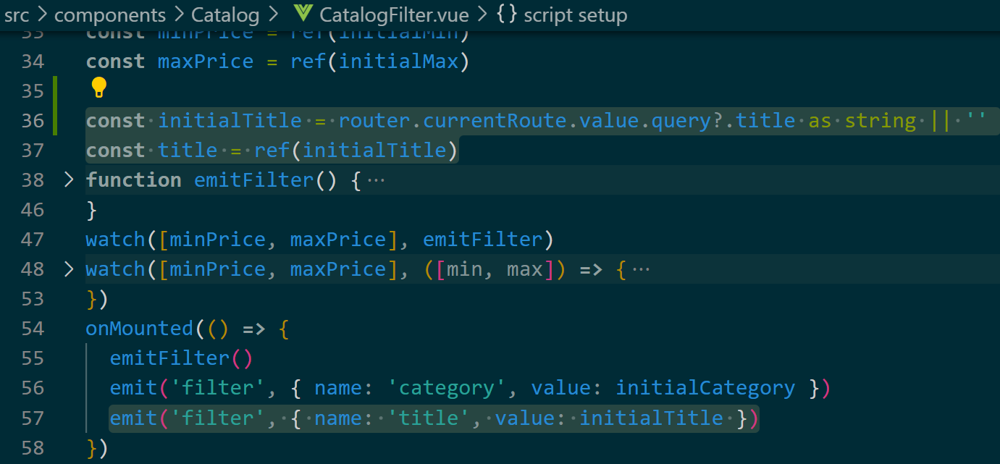 src > components > Catalog > CatalogFilter.vue > {} script setup
33 const minPrice = ref(initialMin)
34 const maxPrice = ref(initialMax)
35
36 const initialTitle = router.currentRoute.value.query?.title as string || ''
37 const title = ref(initialTitle)
38 > function emitFilter() { ···
46 }
47 watch([minPrice, maxPrice], emitFilter)
48 > watch([minPrice, maxPrice], ([min, max]) => { ···
53 })
54 onMounted(() => {
55 emitFilter()
56 emit('filter', { name: 'category', value: initialCategory })
57 emit('filter', { name: 'title', value: initialTitle })
58 })